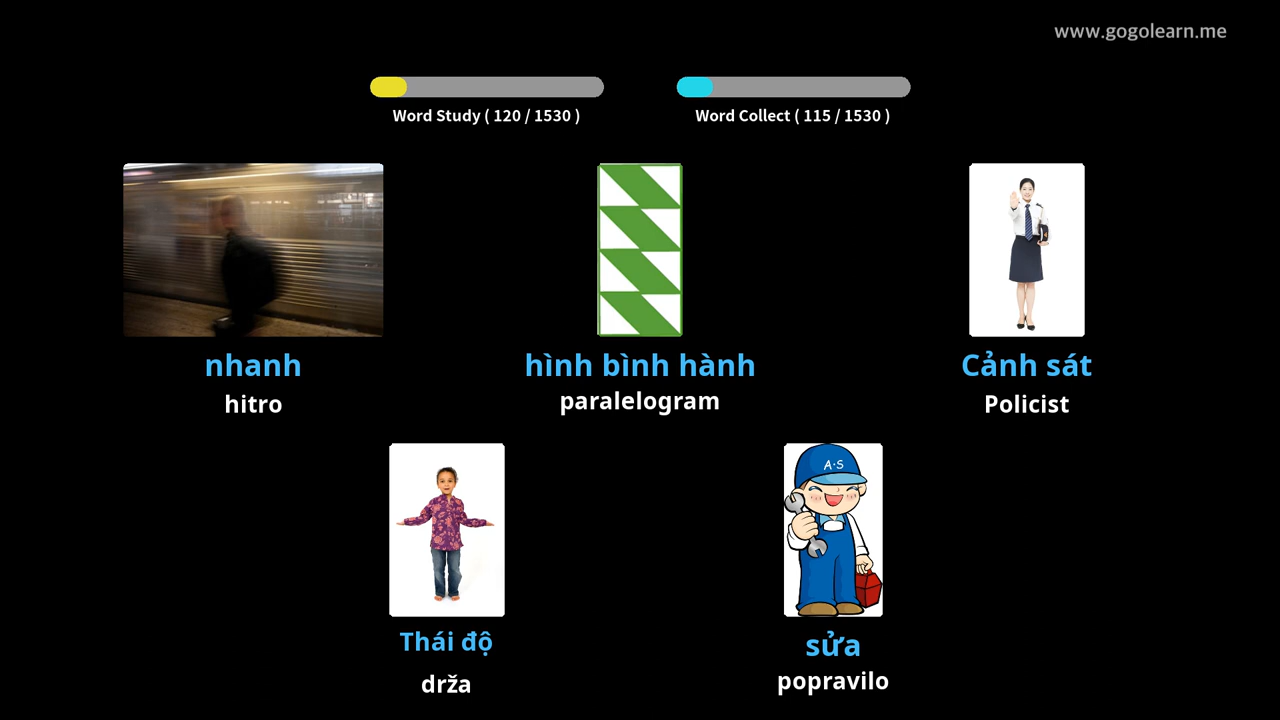 www.gogolearn.me
Word Study ( 120 / 1530 )
Word Collect ( 115 / 1530 )
nhanh
hitro
hình bình hành
paralelogram
Cảnh sát
Policist
A·S
Thái độ
drža
sửa
popravilo